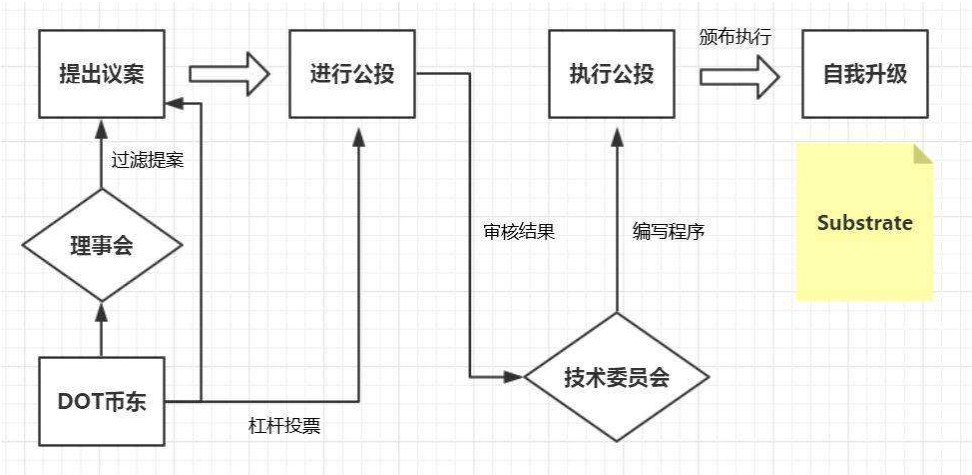 颁布执行
提出议案
进行公投
执行公投
自我升级
过滤提案
Substrate
理事会
审核结果
编写程序
技术委员会
DOT币东
杠杆投票